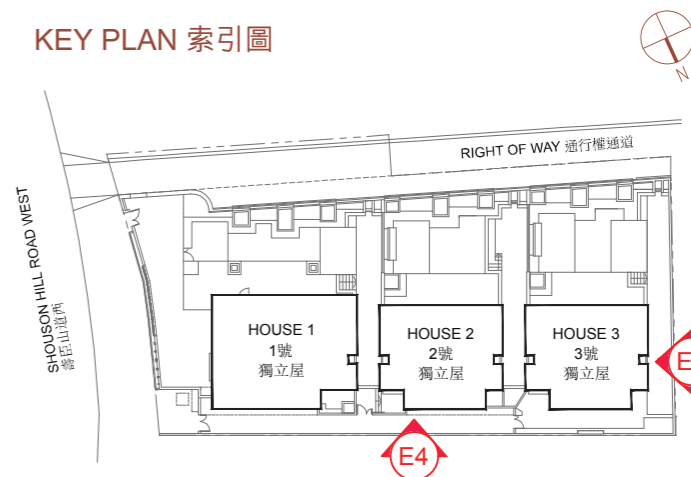 KEY PLAN 索引圖
N
RIGHT OF WAY 通行權通道
SHOUSON HILL ROAD WEST
壽臣山道西
HOUSE 1
1號
獨立屋
HOUSE 2
2號
獨立屋
HOUSE 3
3號
獨立屋
E4